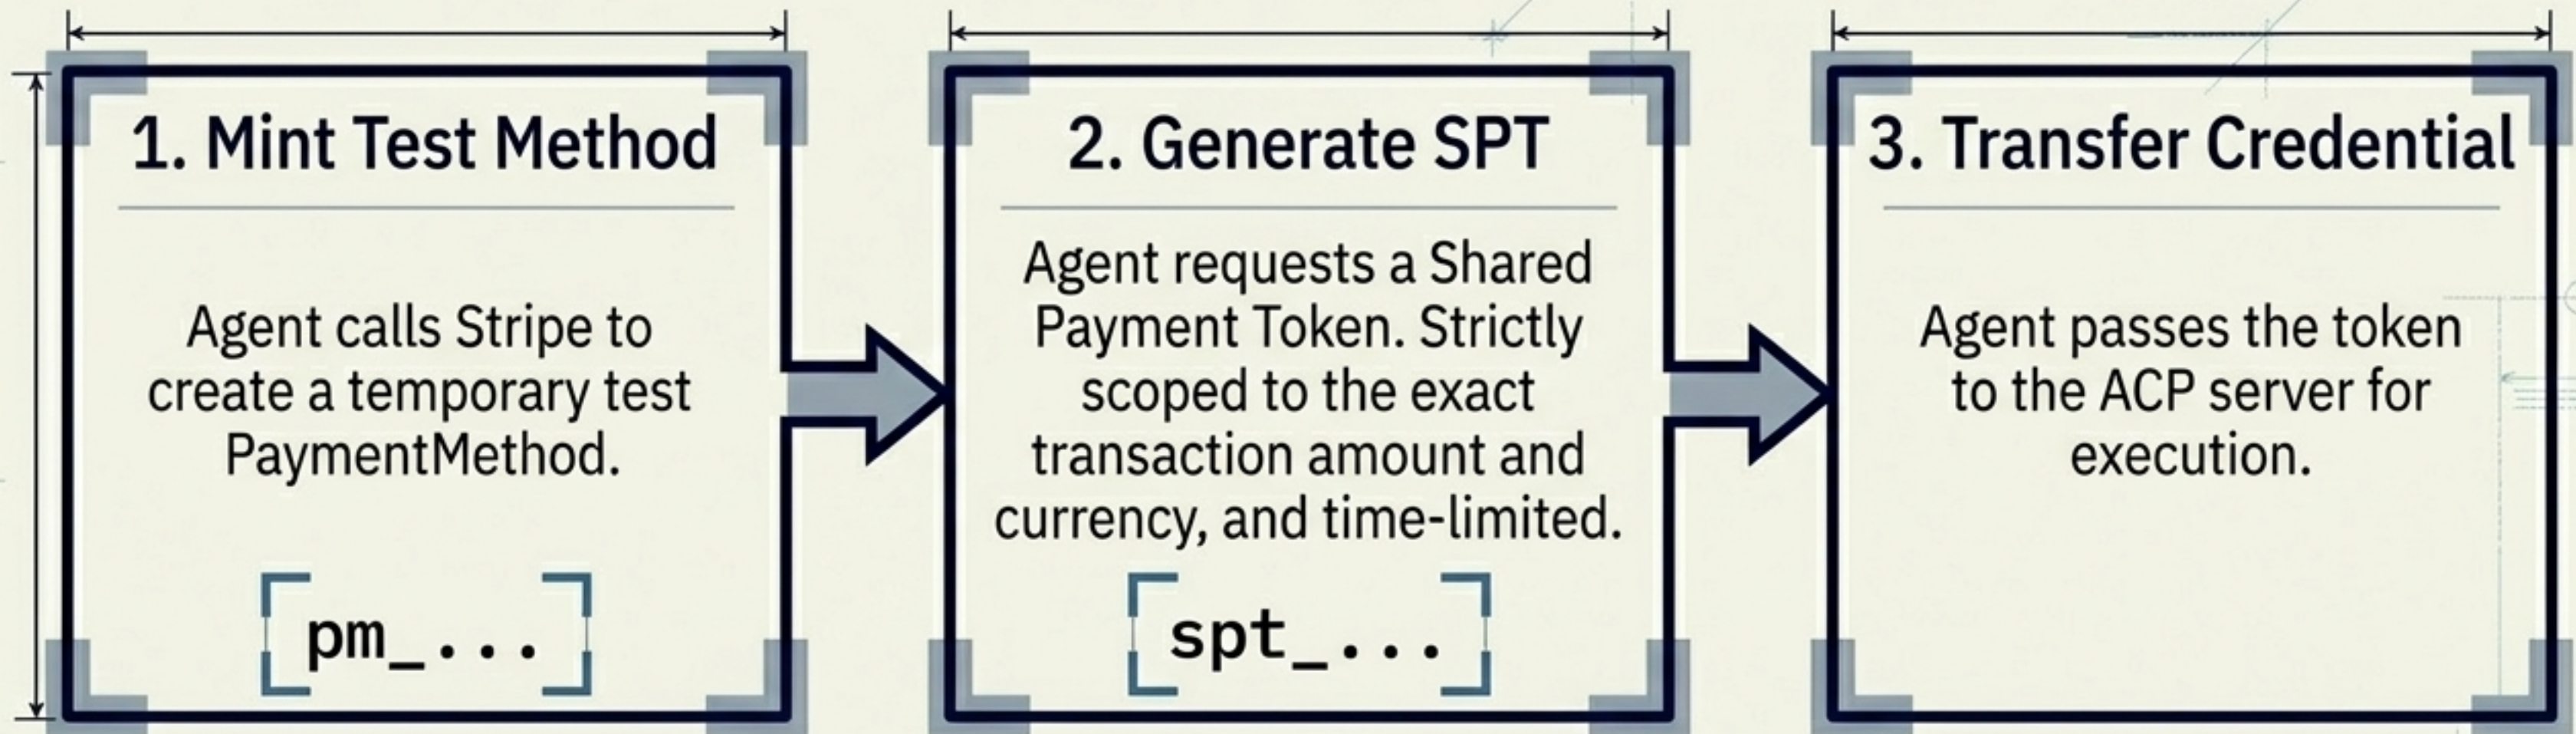 1. Mint Test Method
Agent calls Stripe to
create a temporary test
PaymentMethod.
pm_...
2. Generate SPT
Agent requests a Shared
Payment Token. Strictly
scoped to the exact
transaction amount and
currency, and time-limited.
spt_...
3. Transfer Credential
Agent passes the token
to the ACP server for
execution.